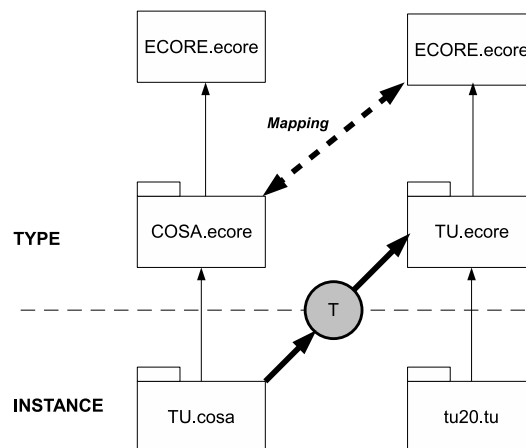 ECORE.ecore
ECORE.ecore
Mapping
COSA.ecore
TU.ecore
TYPE
T
INSTANCE
TU.cosa
tu20.tu